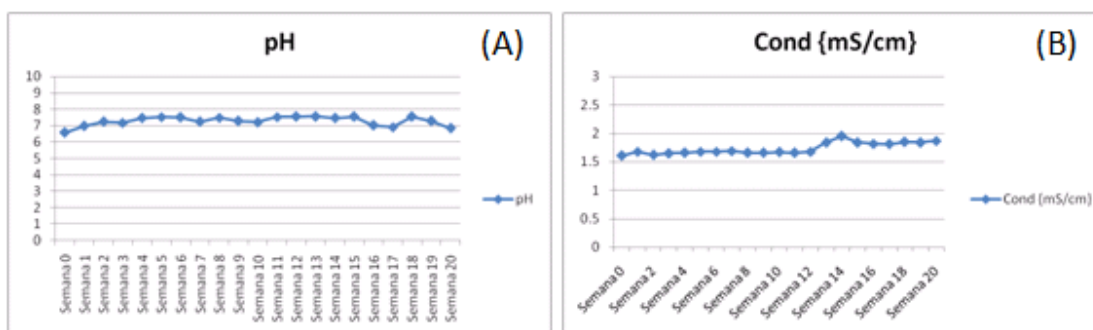 pH
(A)
10
9
8
7
6
5
4
3
2
1
0
pH
Semana 0
Semana 1
Semana 2
Semana 3
Semana 4
Semana 5
Semana 6
Semana 7
Semana 8
Semana 9
Semana 10
Semana 11
Semana 12
Semana 13
Semana 14
Semana 15
Semana 16
Semana 17
Semana 18
Semana 19
Semana 20
Cond {mS/cm}
(B)
3
2.5
2
1.5
1
0.5
0
Cond {mS/cm}
Semana 0
Semana 2
Semana 4
Semana 6
Semana 8
Semana 10
Semana 12
Semana 14
Semana 16
Semana 18
Semana 20